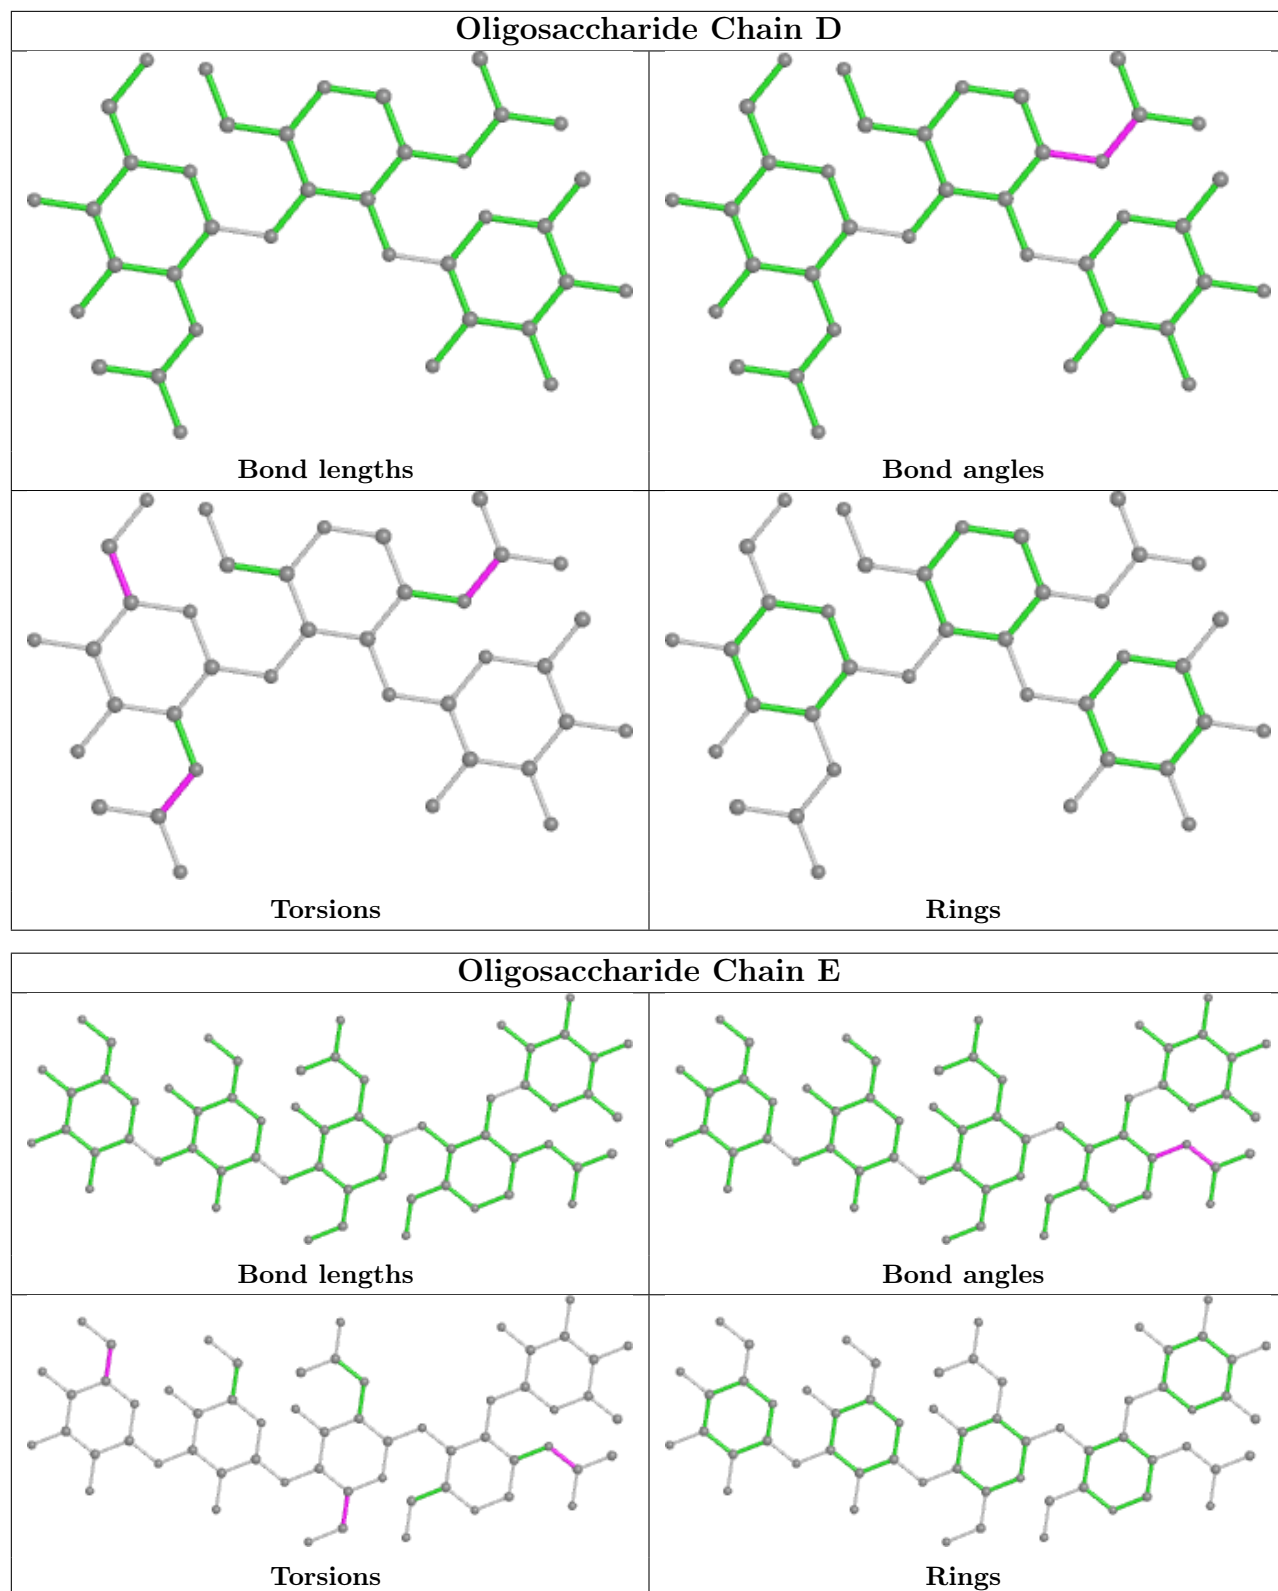 Oligosaccharide Chain D
Bond lengths
Bond angles
Torsions
Rings
Oligosaccharide Chain E
Bond lengths
Bond angles
Torsions
Rings